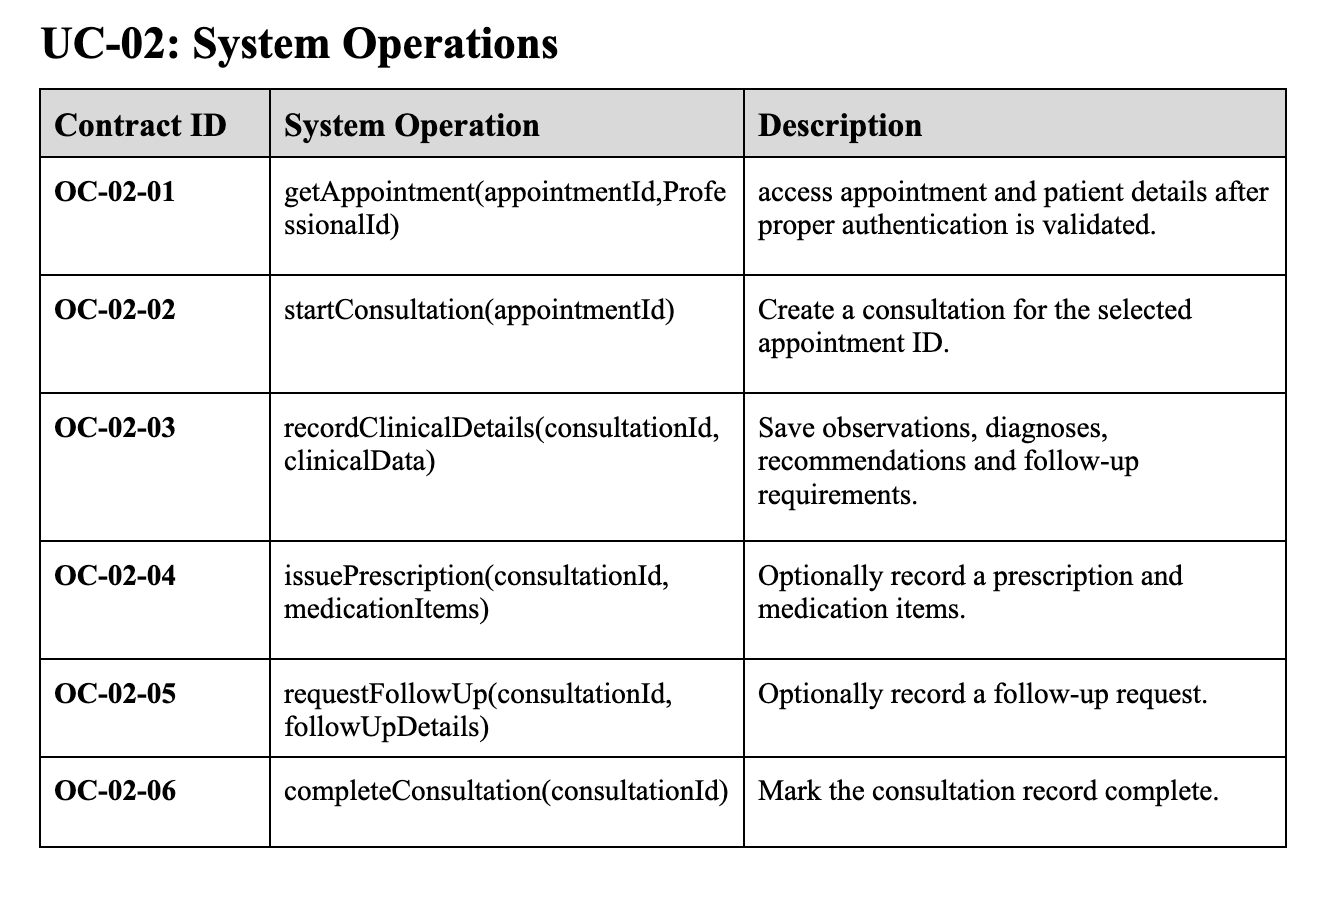 UC-02: System Operations
Contract ID
System Operation
Description
OC-02-01
getAppointment(appointmentId,Profe
ssionalId)
access appointment and patient details after
proper authentication is validated.
OC-02-02
startConsultation(appointmentId)
Create a consultation for the selected
appointment ID.
OC-02-03
recordClinicalDetails(consultationId,
clinicalData)
Save observations, diagnoses,
recommendations and follow-up
requirements.
OC-02-04
issuePrescription(consultationId,
medicationItems)
Optionally record a prescription and
medication items.
OC-02-05
requestFollowUp(consultationId,
followUpDetails)
Optionally record a follow-up request.
OC-02-06
completeConsultation(consultationId)
Mark the consultation record complete.